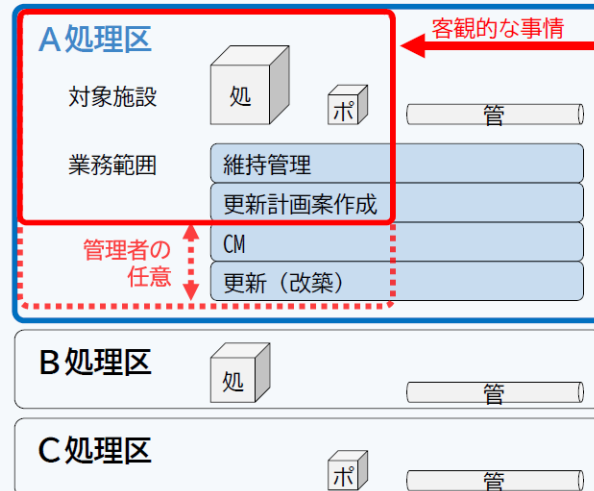 A処理区
客観的な事情
対象施設
処
ポ
管
業務範囲
維持管理
更新計画案作成
管理者の
任意
CM
更新（改築）
B処理区
処
管
C処理区
ポ
管